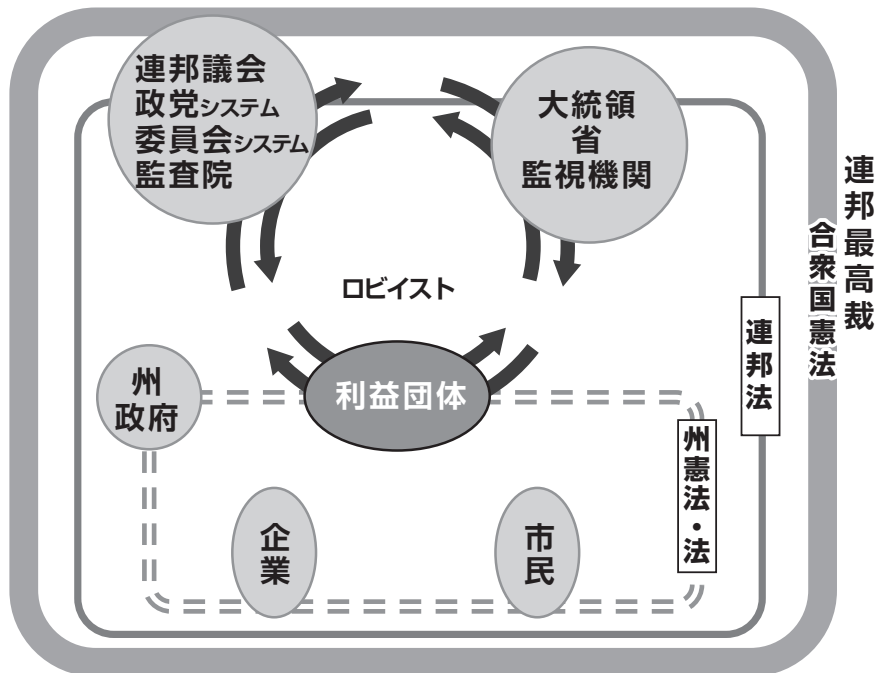 連邦議会
政党システム
委員会システム
監査院
大統領
省
監視機関
連邦最高裁
合衆国憲法
ロビイスト
連邦法
州
政府
利益団体
州憲法・法
企
業
市
民